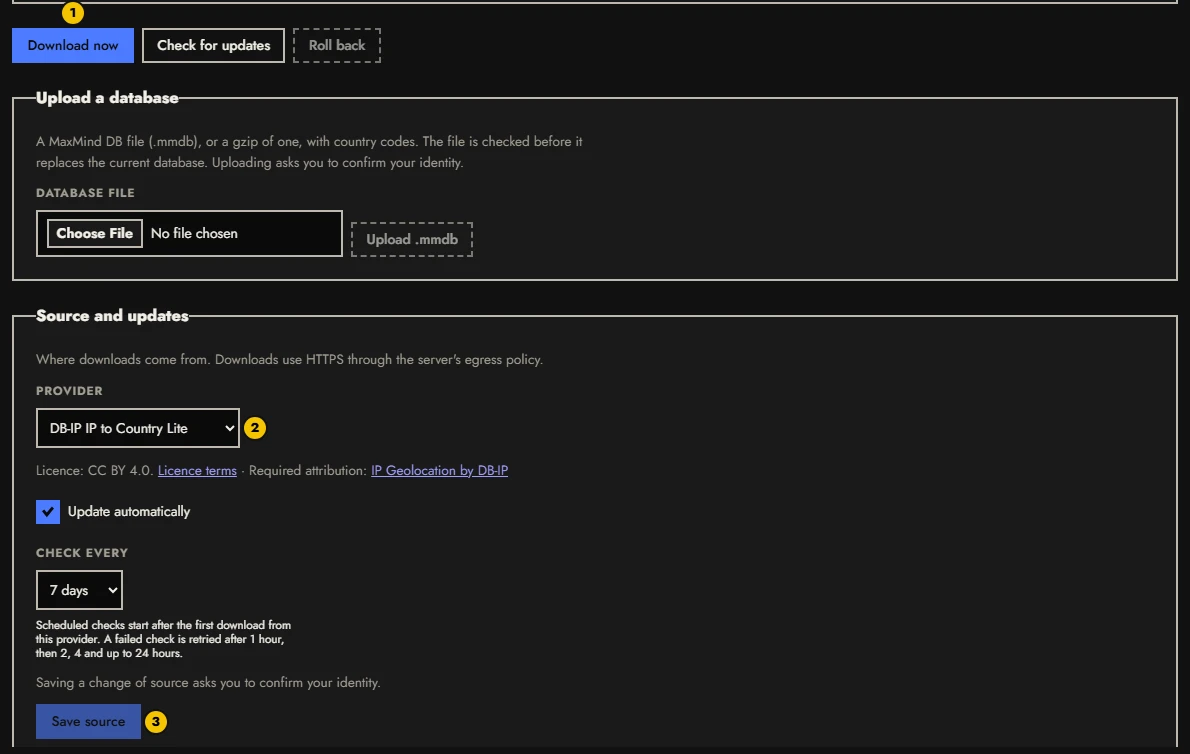 1
Download now Check for updates Roll back
Upload a database
A MaxMind DB file (.mmdb), or a gzip of one, with country codes. The file is checked before it
replaces the current database. Uploading asks you to confirm your identity.
DATABASE FILE
Choose File No file chosen Upload .mmdb
Source and updates
Where downloads come from. Downloads use HTTPS through the server's egress policy.
PROVIDER
DB-IP IP to Country Lite 2
Licence: CC BY 4.0. Licence terms · Required attribution: IP Geolocation by DB-IP
Update automatically
CHECK EVERY
7 days
Scheduled checks start after the first download from
this provider. A failed check is retried after 1 hour,
then 2, 4 and up to 24 hours.
Saving a change of source asks you to confirm your identity.
Save source 3